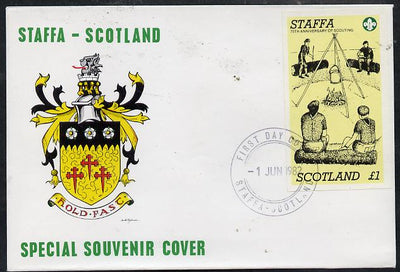 STAFFA - SCOTLAND
STAFFA
75TH ANNIVERSARY OF SCOUTING
SCOTLAND £1
FIRST DAY O
-1 JUN 1982
STAFFA-SCOTLAND
HOLD·FAST
SPECIAL SOUVENIR COVER